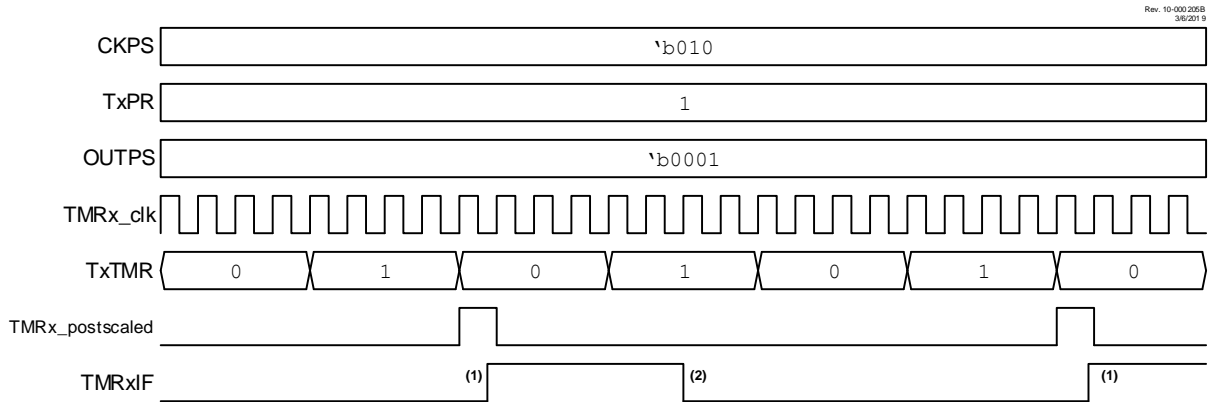 Rev. 10-000205B
3/6/2019
CKPS 'b010
TxPR 1
OUTPS 'b0001
TMRx_clk
TxTMR 0 1 0 1 0 1 0
TMRx_postscaled
TMRxIF (1) (2) (1)